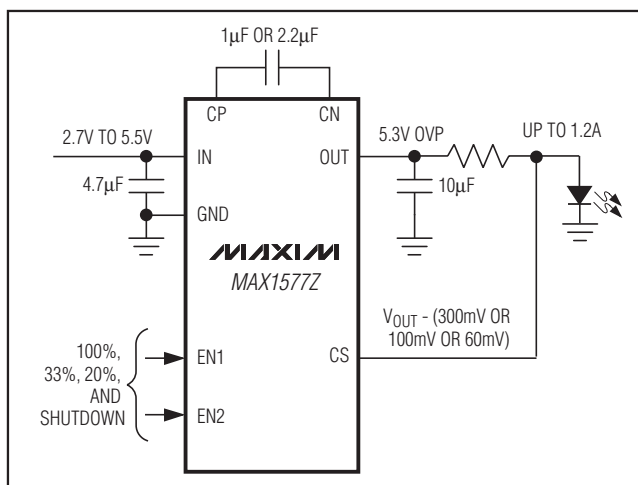 1μF OR 2.2μF
CP
CN
2.7V TO 5.5V
5.3V OVP
UP TO 1.2A
IN
OUT
4.7μF
10μF
GND
MAXIM
MAX1577Z
V_OUT - (300mV OR
100mV OR 60mV)
100%,
33%, 20%,
AND
SHUTDOWN
EN1
CS
EN2